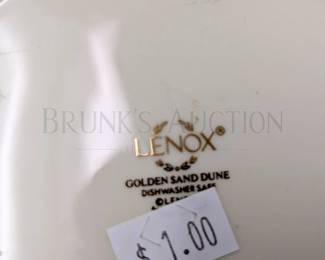 BRUNK'S AUCTION
LENOX®
GOLDEN SAND DUNE
DISHWASHER SAFE
$ 1.00